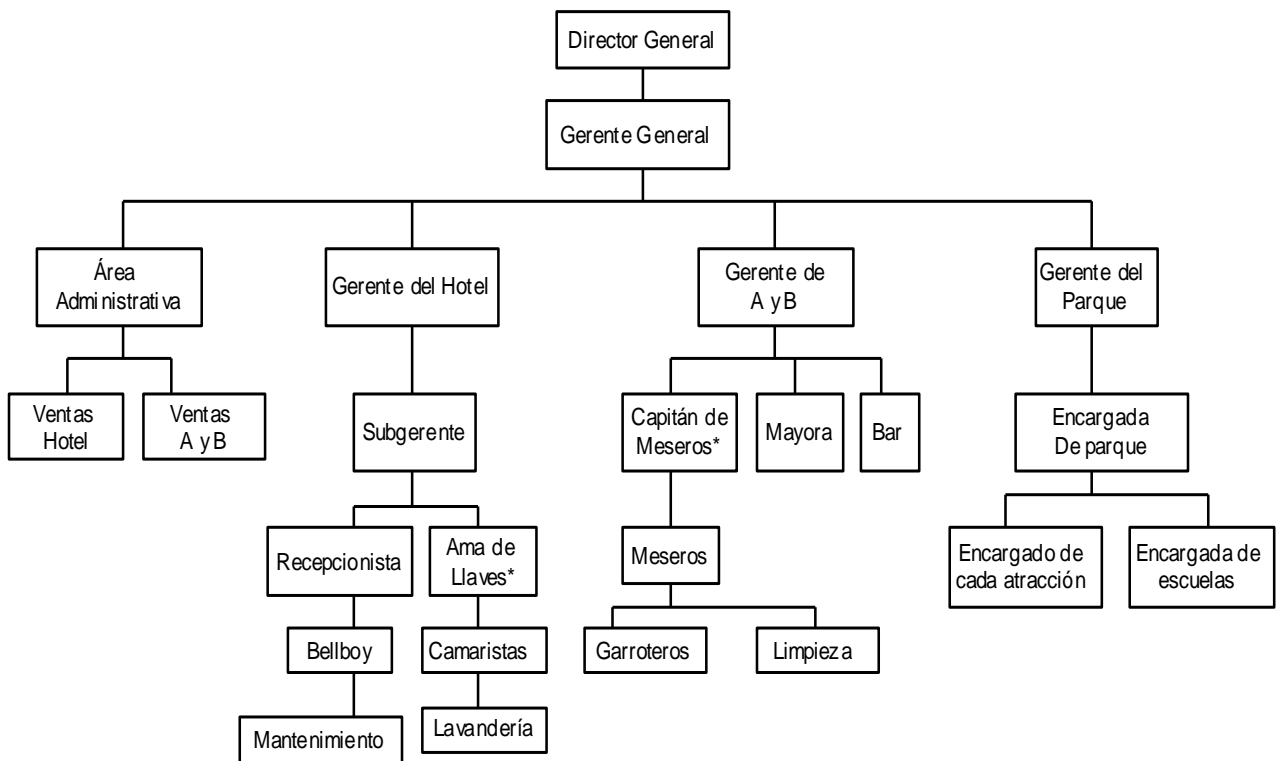 Director General
Gerente General
Área
Administrativa
Gerente del Hotel
Gerente de
A y B
Gerente del
Parque
Ventas
Hotel
Ventas
A y B
Subgerente
Capitán de
Meseros*
Mayora
Bar
Encargada
De parque
Recepcionista
Ama de
Llaves*
Meseros
Encargado de
cada atracción
Encargada de
escuelas
Bellboy
Camaristas
Garroteros
Limpieza
Mantenimiento
Lavandería